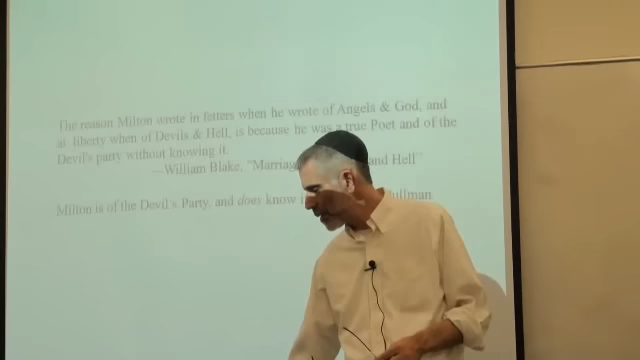 The reason Milton wrote in fetters when he wrote of Angels & God, and
at liberty when of Devils & Hell, is because he was a true Poet and of the
Devil's party without knowing it.
—William Blake, "Marriag and Hell"
Milton is of the Devil's Party, and does know i ullman